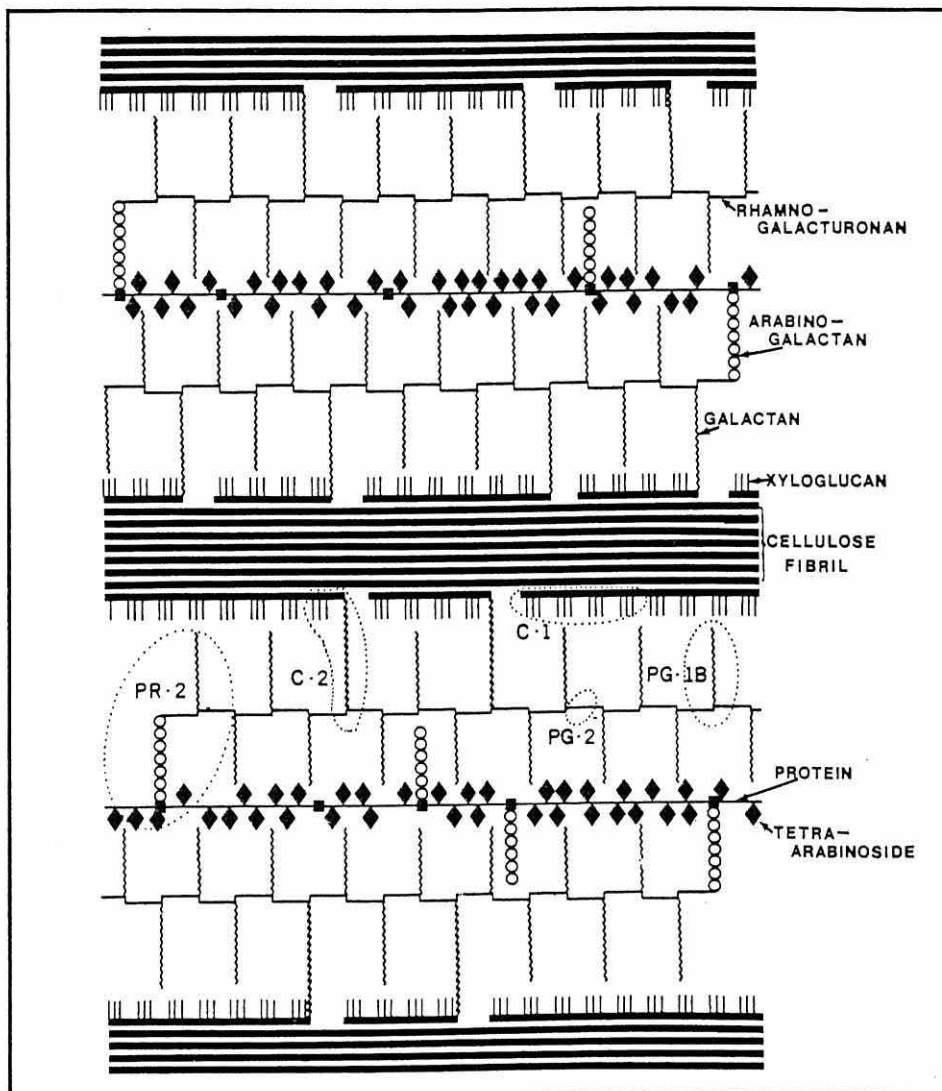 RHAMNO-
GALACTURONAN
ARABINO-
GALACTAN
GALACTAN
XYLOGLUCAN
CELLULOSE
FIBRIL
C·1
PR·2
C·2
PG·1B
PG·2
PROTEIN
TETRA-
ARABINOSIDE